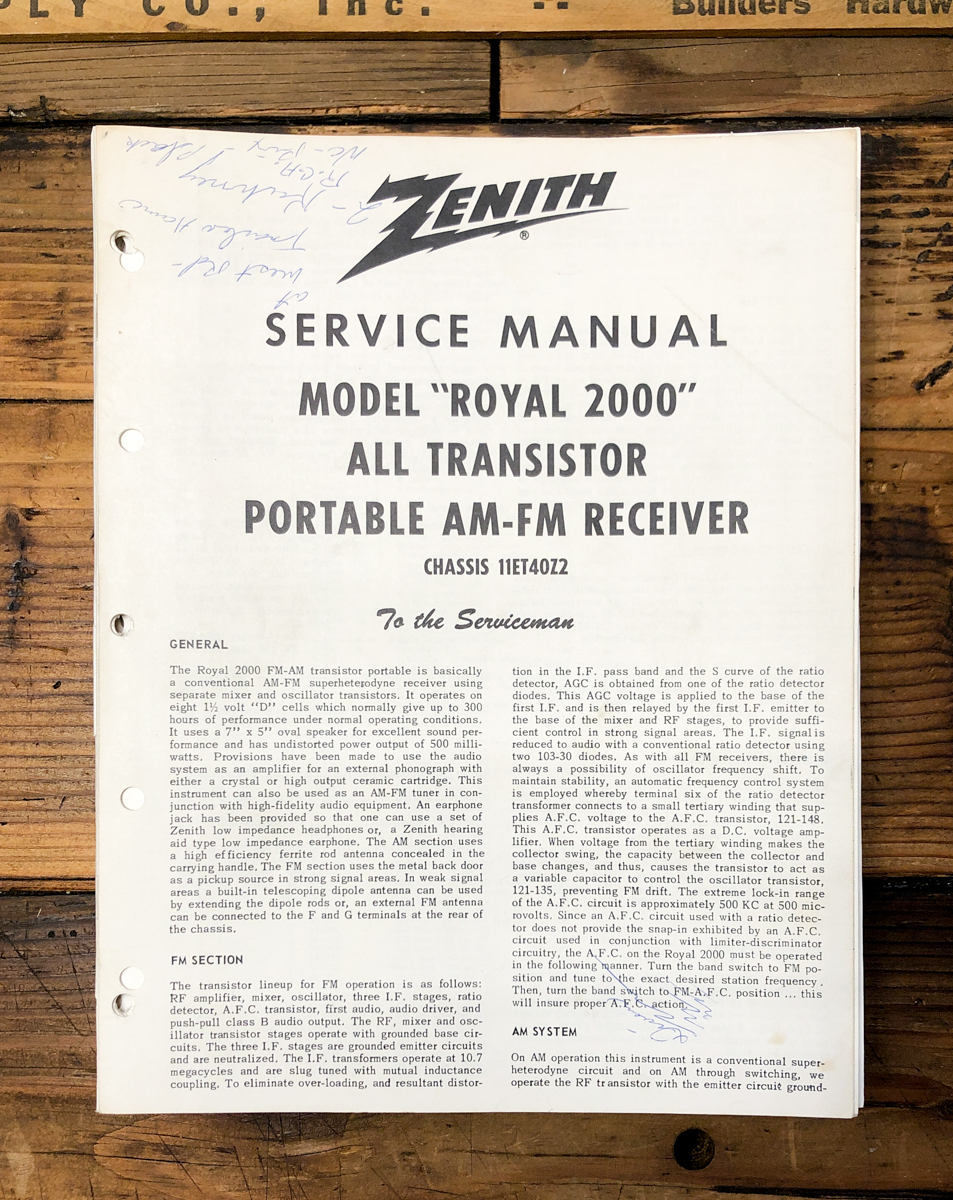 PLY CO., Inc. -- Builders Hardw
ZENITH
®
SERVICE MANUAL
MODEL "ROYAL 2000"
ALL TRANSISTOR
PORTABLE AM-FM RECEIVER
CHASSIS 11ET40Z2
To the Serviceman
GENERAL
The Royal 2000 FM-AM transistor portable is basically
a conventional AM-FM superheterodyne receiver using
separate mixer and oscillator transistors. It operates on
eight 1½ volt "D" cells which normally give up to 300
hours of performance under normal operating conditions.
It uses a 7" x 5" oval speaker for excellent sound per-
formance and has undistorted power output of 500 milli-
watts. Provisions have been made to use the audio
system as an amplifier for an external phonograph with
either a crystal or high output ceramic cartridge. This
instrument can also be used as an AM-FM tuner in con-
junction with high-fidelity audio equipment. An earphone
jack has been provided so that one can use a set of
Zenith low impedance headphones or, a Zenith hearing
aid type low impedance earphone. The AM section uses
a high efficiency ferrite rod antenna concealed in the
carrying handle. The FM section uses the metal back door
as a pickup source in strong signal areas. In weak signal
areas a built-in telescoping dipole antenna can be used
by extending the dipole rods or, an external FM antenna
can be connected to the F and G terminals at the rear of
the chassis.
FM SECTION
The transistor lineup for FM operation is as follows:
RF amplifier, mixer, oscillator, three I.F. stages, ratio
detector, A.F.C. transistor, first audio, audio driver, and
push-pull class B audio output. The RF, mixer and osc-
illator transistor stages operate with grounded base cir-
cuits. The three I.F. stages are grounded emitter circuits
and are neutralized. The I.F. transformers operate at 10.7
megacycles and are slug tuned with mutual inductance
coupling. To eliminate over-loading, and resultant distor-
tion in the I.F. pass band and the S curve of the ratio
detector, AGC is obtained from one of the ratio detector
diodes. This AGC voltage is applied to the base of the
first I.F. and is then relayed by the first I.F. emitter to
the base of the mixer and RF stages, to provide suffi-
cient control in strong signal areas. The I.F. signal is
reduced to audio with a conventional ratio detector using
two 103-30 diodes. As with all FM receivers, there is
always a possibility of oscillator frequency shift. To
maintain stability, an automatic frequency control system
is employed whereby terminal six of the ratio detector
transformer connects to a small tertiary winding that sup-
plies A.F.C. voltage to the A.F.C. transistor, 121-148.
This A.F.C. transistor operates as a D.C. voltage amp-
lifier. When voltage from the tertiary winding makes the
collector swing, the capacity between the collector and
base changes, and thus, causes the transistor to act as
a variable capacitor to control the oscillator transistor,
121-135, preventing FM drift. The extreme lock-in range
of the A.F.C. circuit is approximately 500 KC at 500 mic-
rovolts. Since an A.F.C. circuit used with a ratio detec-
tor does not provide the snap-in exhibited by an A.F.C.
circuit used in conjunction with limiter-discriminator
circuitry, the A.F.C. on the Royal 2000 must be operated
in the following manner. Turn the band switch to FM po-
sition and tune to the exact desired station frequency.
Then, turn the band switch to FM-A.F.C. position ... this
will insure proper A.F.C. action.
AM SYSTEM
On AM operation this instrument is a conventional super-
heterodyne circuit and on AM through switching, we
operate the RF transistor with the emitter circuit ground-